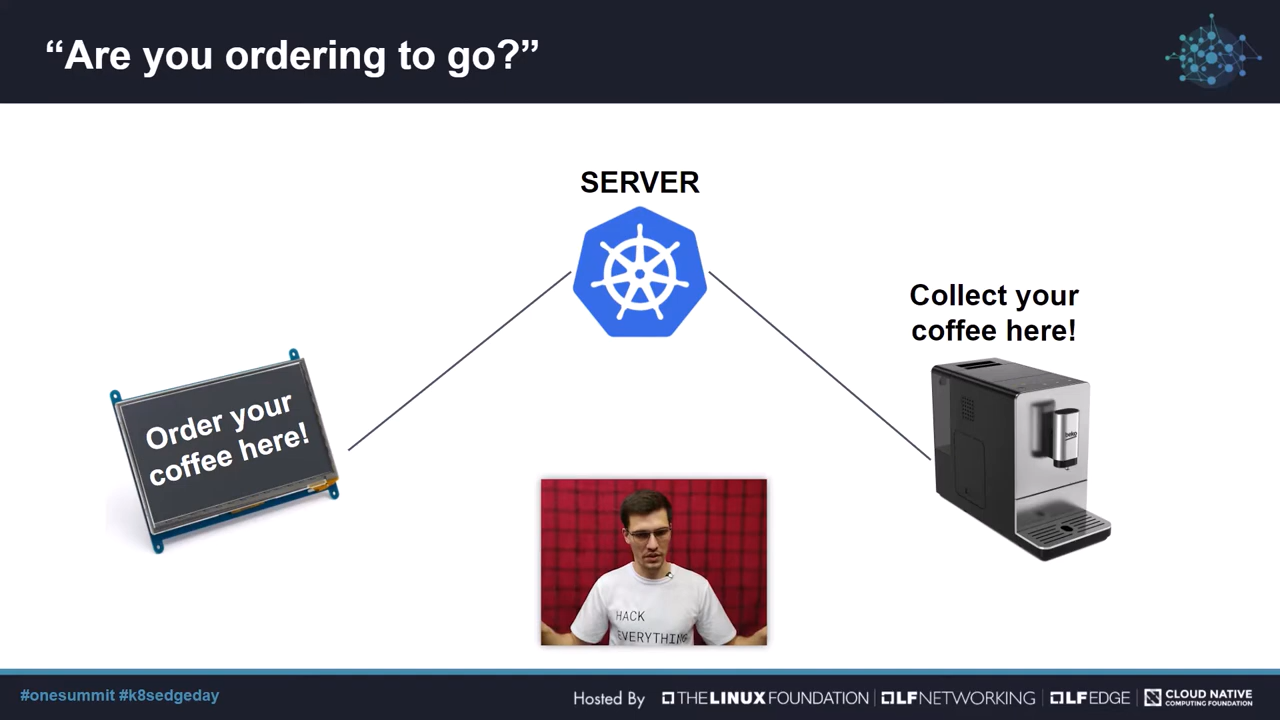 “Are you ordering to go?”
SERVER
Collect your
coffee here!
Order your
coffee here!
beko
HACK
EVERYTHING
#onesummit #k8sedgeday
Hosted By
THE LINUX FOUNDATION
LF NETWORKING
LF EDGE
CLOUD NATIVE
COMPUTING FOUNDATION